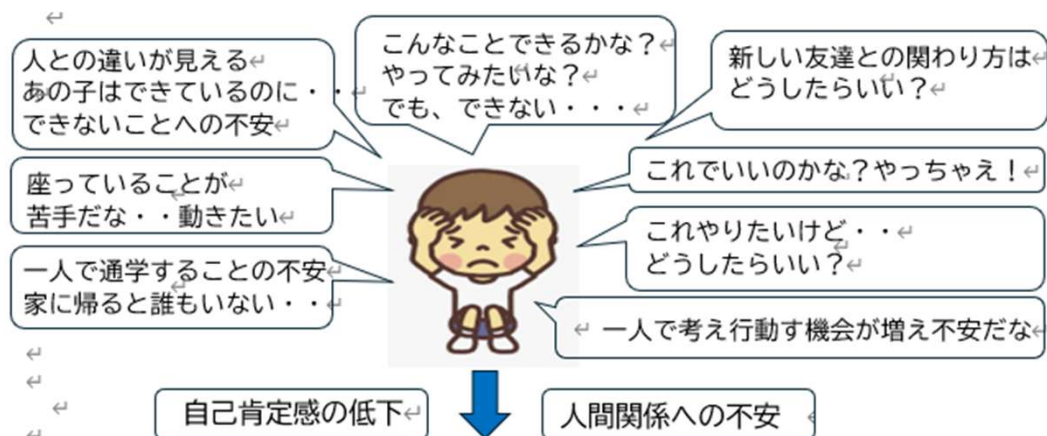 人との違いが見える
あの子はできているのに・・
できないことへの不安
こんなことできるかな？
やってみたいな？
でも、できない・・・
新しい友達との関わり方は
どうしたらいい？
座っていることが
苦手だな・・動きたい
これでいいのかな？やっちゃえ！
一人で通学することの不安
家に帰ると誰もいない・・
これやりたいけど・・
どうしたらいい？
一人で考え行動す機会が増え不安だな
自己肯定感の低下
人間関係への不安